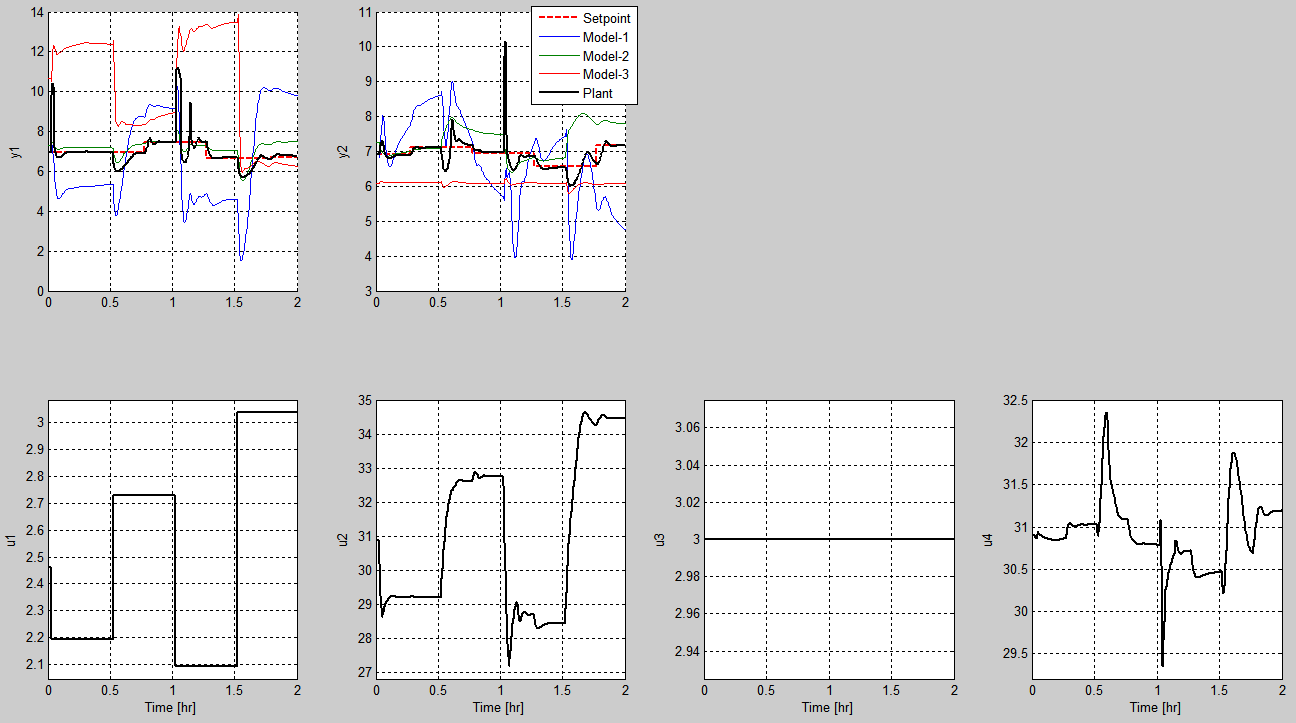 14
12
10
8
6
4
2
0
y1
0 0.5 1 1.5 2
11
10
9
8
7
6
5
4
3
y2
0 0.5 1 1.5 2
Setpoint
Model-1
Model-2
Model-3
Plant
3
2.9
2.8
2.7
2.6
2.5
2.4
2.3
2.2
2.1
u1
0 0.5 1 1.5 2
Time [hr]
35
34
33
32
31
30
29
28
27
u2
0 0.5 1 1.5 2
Time [hr]
3.06
3.04
3.02
3
2.98
2.96
2.94
u3
0 0.5 1 1.5 2
Time [hr]
32.5
32
31.5
31
30.5
30
29.5
u4
0 0.5 1 1.5 2
Time [hr]